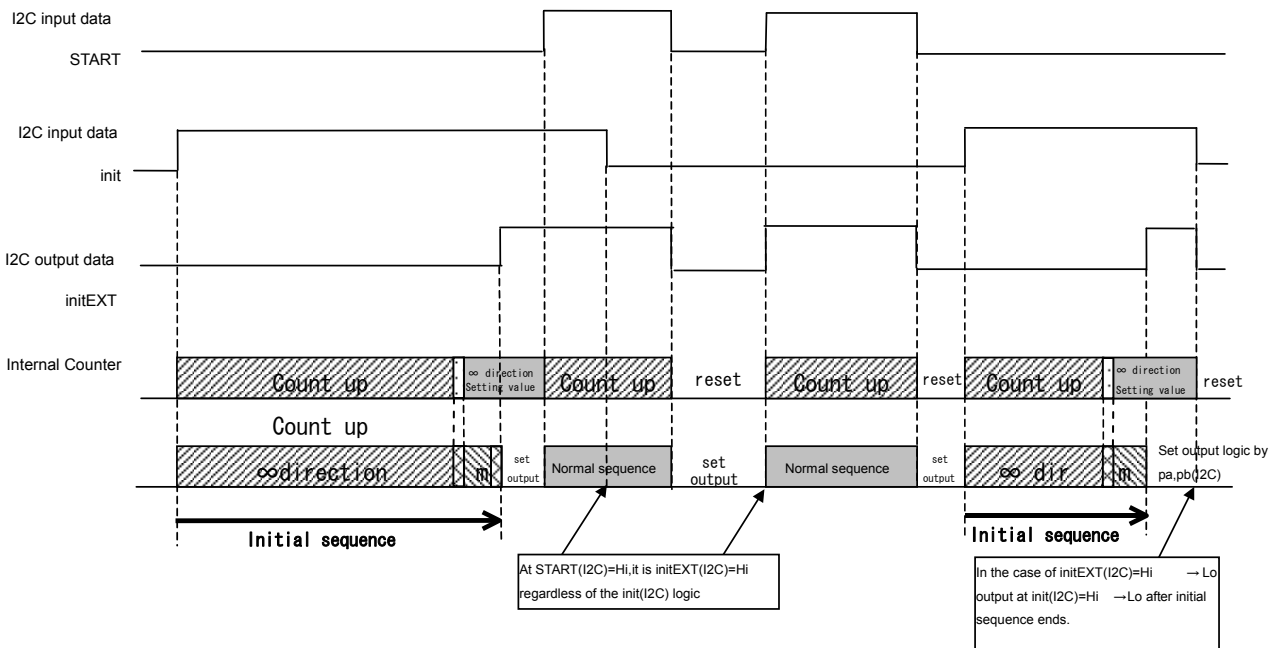 I2C input data
START
I2C input data
init
I2C output data
initEXT
Internal Counter
Count up
∞ direction
Setting value
Count up
reset
Count up
reset
Count up
∞ direction
Setting value
reset
Count up
∞direction
m
set
output
Normal sequence
set
output
Normal sequence
set
output
∞ dir
m
Set output logic by
pa,pb(I2C)
Initial sequence
Initial sequence
At START(I2C)=Hi,it is initEXT(I2C)=Hi
regardless of the init(I2C) logic
In the case of initEXT(I2C)=Hi →Lo
output at init(I2C)=Hi →Lo after initial
sequence ends.